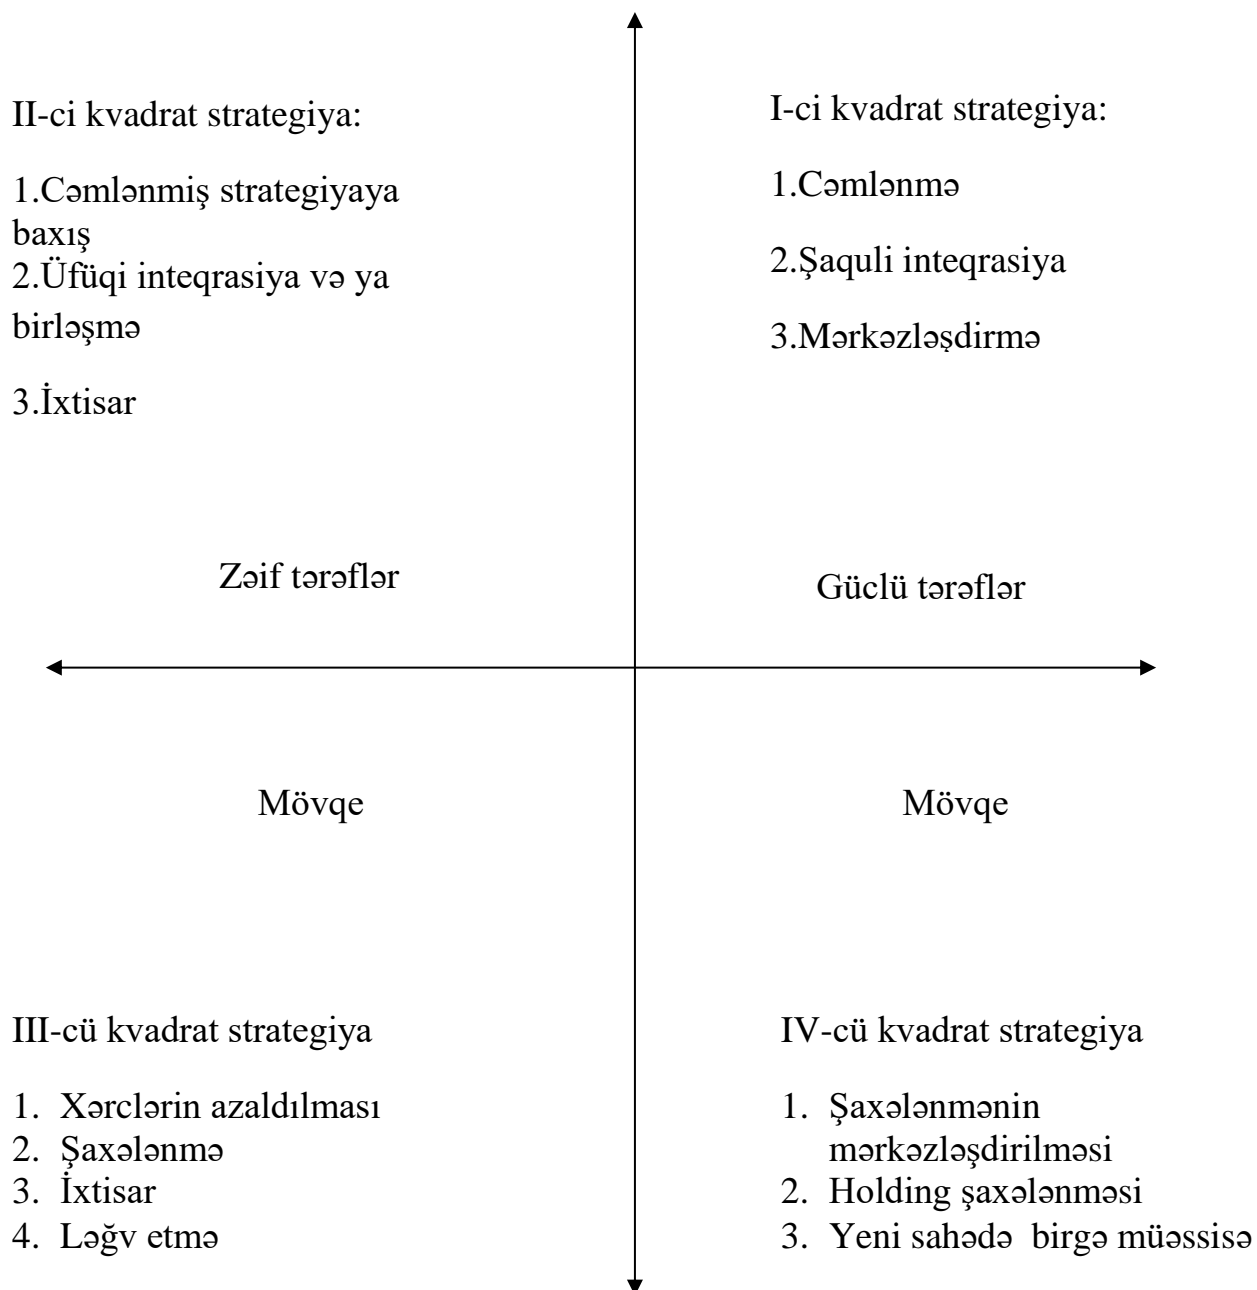 II-ci kvadrat strategiya:
1.Cəmlənmiş strategiyaya
baxış
2.Üfüqi inteqrasiya və ya
birləşmə
3.İxtisar
I-ci kvadrat strategiya:
1.Cəmlənmə
2.Şaquli inteqrasiya
3.Mərkəzləşdirmə
Zəif tərəflər
Güclü tərəflər
Mövqe
Mövqe
III-cü kvadrat strategiya
1. Xərclərin azaldılması
2. Şaxələnmə
3. İxtisar
4. Ləğv etmə
IV-cü kvadrat strategiya
1. Şaxələnmənin
mərkəzləşdirilməsi
2. Holding şaxələnməsi
3. Yeni sahədə birgə müəssisə